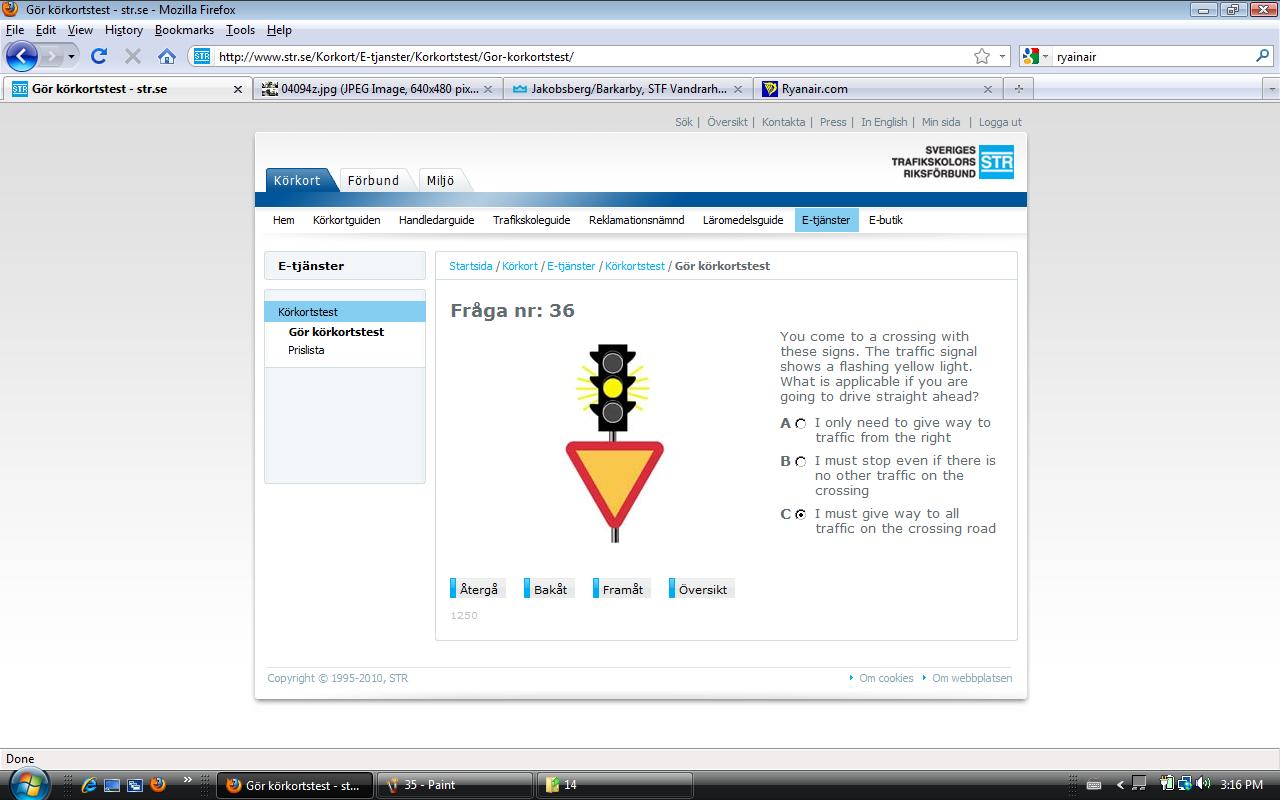 Gör körkortstest - str.se - Mozilla Firefox
File Edit View History Bookmarks Tools Help
STR http://www.str.se/Korkort/E-tjanster/Korkortstest/Gor-korkortstest/ ryainair
STR Gör körkortstest - str.se 04094z.jpg (JPEG Image, 640x480 pix... Jakobsberg/Barkarby, STF Vandrarh... Ryanair.com
Sök | Översikt | Kontakta | Press | In English | Min sida | Logga ut
SVERIGES
TRAFIKSKOLORS STR
RIKSFÖRBUND
Körkort Förbund Miljö
Hem Körkortguiden Handledarguide Trafikskoleguide Reklamationsnämnd Läromedelsguide E-tjänster E-butik
E-tjänster
Körkortstest
Gör körkortstest
Prislista
Startsida / Körkort / E-tjänster / Körkortstest / Gör körkortstest
Fråga nr: 36
You come to a crossing with
these signs. The traffic signal
shows a flashing yellow light.
What is applicable if you are
going to drive straight ahead?
A I only need to give way to
traffic from the right
B I must stop even if there is
no other traffic on the
crossing
C I must give way to all
traffic on the crossing road
Återgå Bakåt Framåt Översikt
1250
Copyright © 1995-2010, STR Om cookies Om webbplatsen
Done
Gör körkortstest - st... 35 - Paint 14 3:16 PM